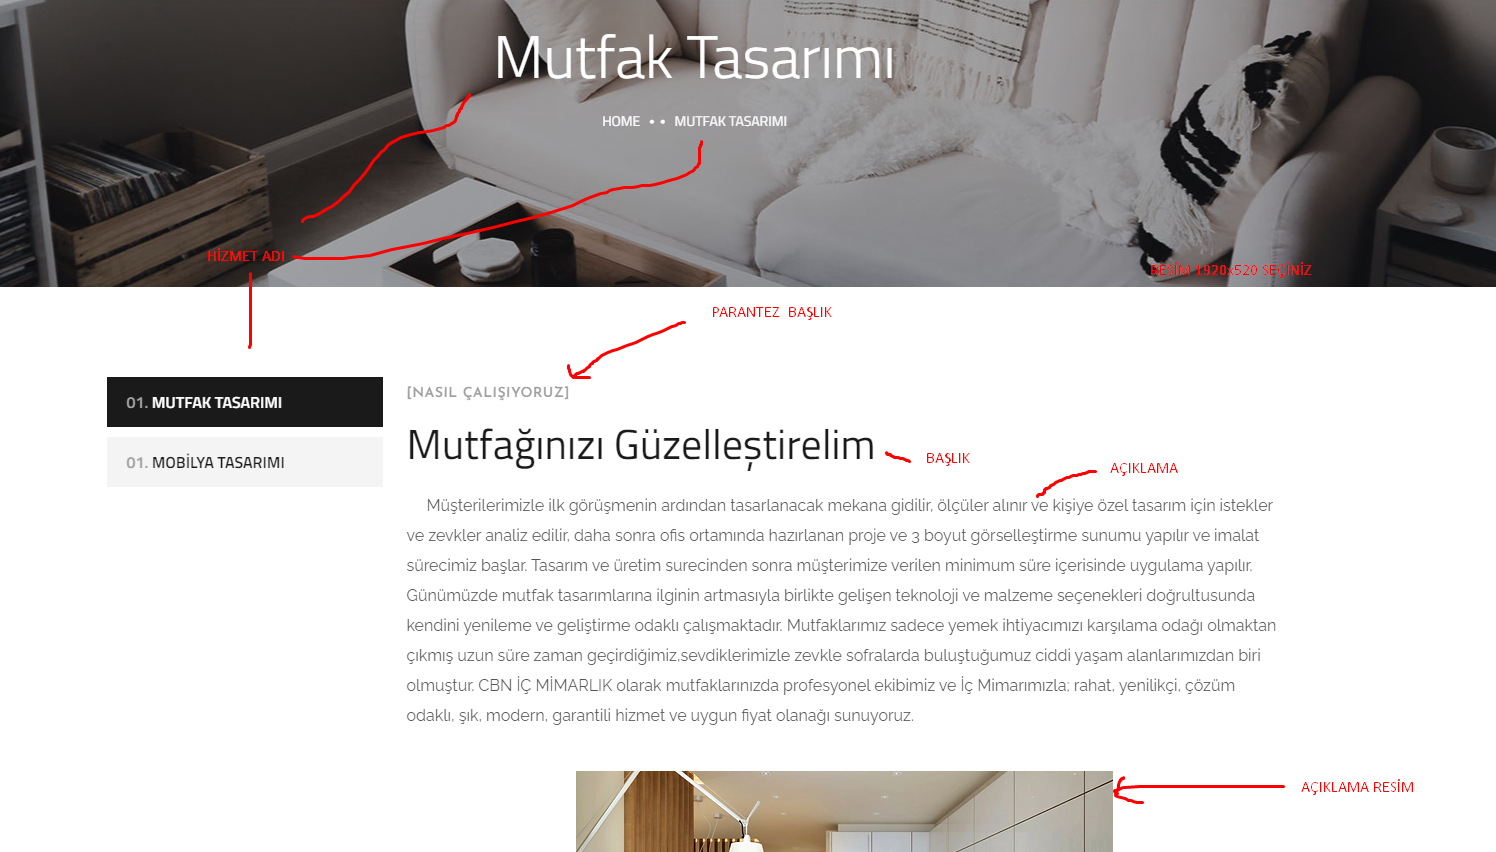 Mutfak Tasarımı
HOME •• MUTFAK TASARIMI
HİZMET ADI
RESİM 1920x520 SEÇİNİZ
PARANTEZ BAŞLIK
01. MUTFAK TASARIMI
01. MOBİLYA TASARIMI
[NASIL ÇALIŞIYORUZ]
Mutfağınızı Güzelleştirelim
BAŞLIK
AÇIKLAMA
Müşterilerimizle ilk görüşmenin ardından tasarlanacak mekana gidilir, ölçüler alınır ve kişiye özel tasarım için istekler
ve zevkler analiz edilir, daha sonra ofis ortamında hazırlanan proje ve 3 boyut görselleştirme sunumu yapılır ve imalat
sürecimiz başlar. Tasarım ve üretim surecinden sonra müşterimize verilen minimum süre içerisinde uygulama yapılır.
Günümüzde mutfak tasarımlarına ilginin artmasıyla birlikte gelişen teknoloji ve malzeme seçenekleri doğrultusunda
kendini yenileme ve geliştirme odaklı çalışmaktadır. Mutfaklarımız sadece yemek ihtiyacımızı karşılama odağı olmaktan
çıkmış uzun süre zaman geçirdiğimiz,sevdiklerimizle zevkle sofralarda buluştuğumuz ciddi yaşam alanlarımızdan biri
olmuştur. CBN İÇ MİMARLIK olarak mutfaklarınızda profesyonel ekibimiz ve İç Mimarımızla; rahat, yenilikçi, çözüm
odaklı, şık, modern, garantili hizmet ve uygun fiyat olanağı sunuyoruz.
AÇIKLAMA RESİM